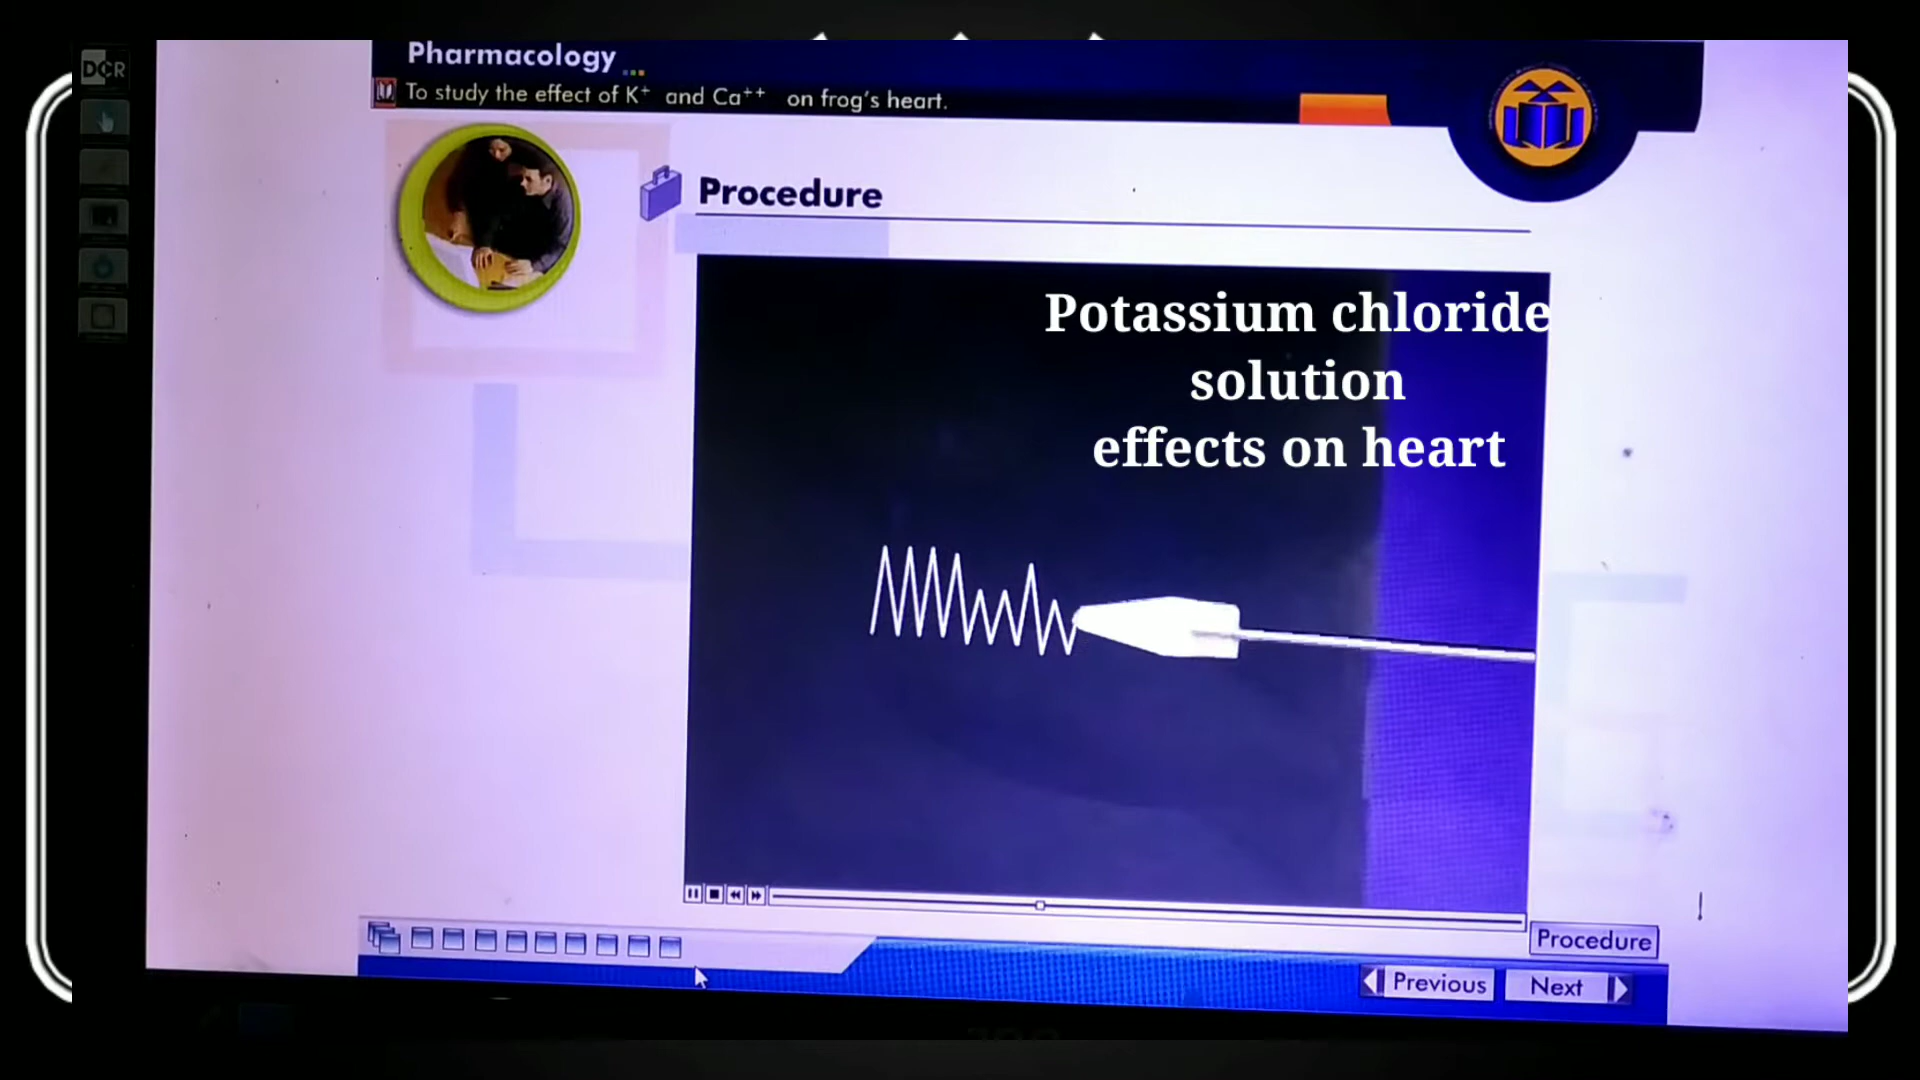 DCR
Pharmacology ...
To study the effect of K⁺ and Ca⁺⁺ on frog's heart.
Procedure
Potassium chloride
solution
effects on heart
Procedure
Previous
Next